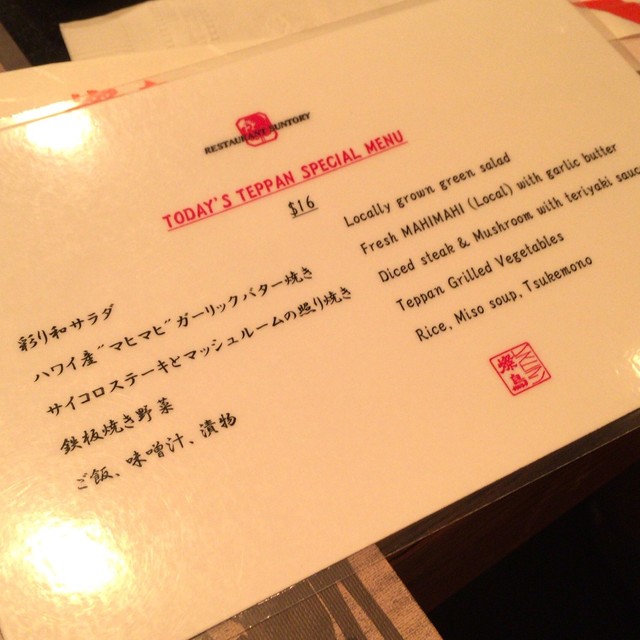 RESTAURANT SUNTORY
TODAY'S TEPPAN SPECIAL MENU
$16
彩り和サラダ
ハワイ産"マヒマヒ"ガーリックバター焼き
サイコロステーキとマッシュルームの照り焼き
鉄板焼き野菜
ご飯、味噌汁、漬物
Locally grown green salad
Fresh MAHIMAHI (Local) with garlic butter
Diced steak & Mushroom with teriyaki sauc
Teppan Grilled Vegetables
Rice, Miso soup, Tsukemono
燦鳥